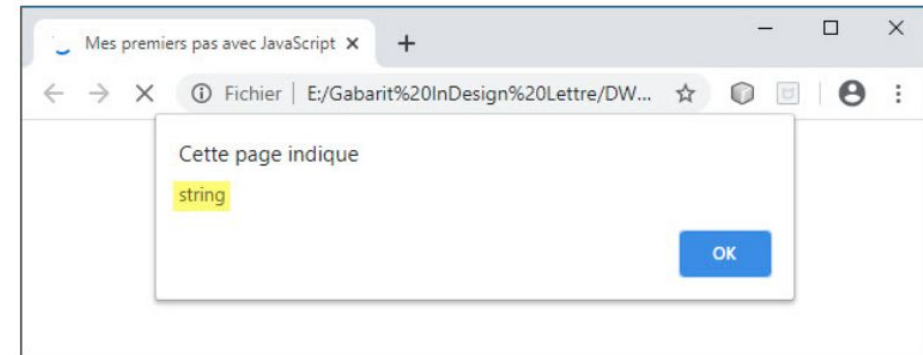 Mes premiers pas avec JavaScript
Fichier | E:/Gabarit%20InDesign%20Lettre/DW...
Cette page indique
string
OK